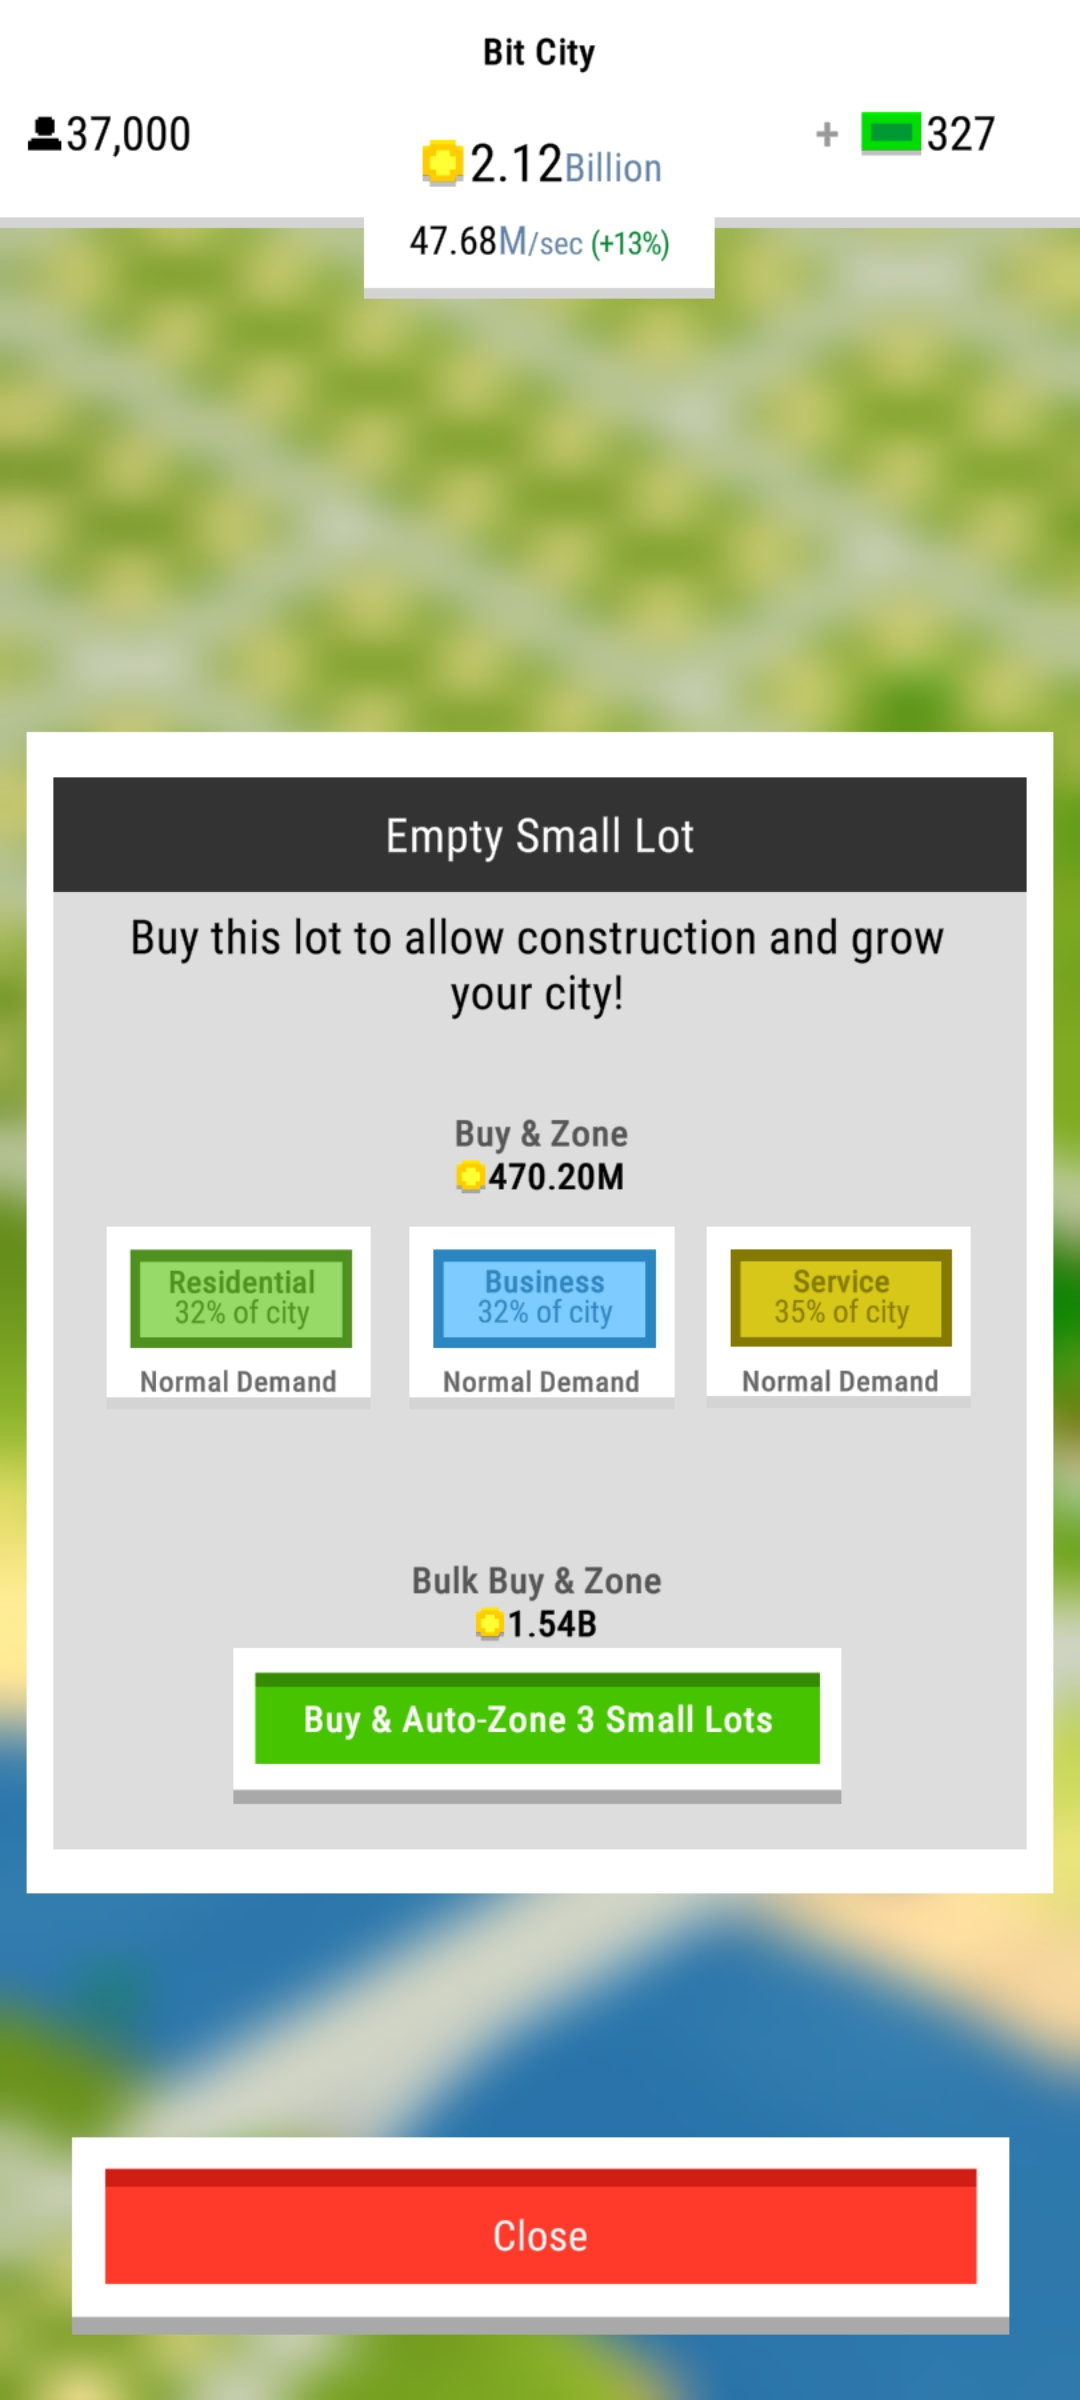 Bit City
37,000
2.12Billion
+ 327
47.68M/sec (+13%)
Empty Small Lot
Buy this lot to allow construction and grow
your city!
Buy & Zone
470.20M
Residential
32% of city
Normal Demand
Business
32% of city
Normal Demand
Service
35% of city
Normal Demand
Bulk Buy & Zone
1.54B
Buy & Auto-Zone 3 Small Lots
Close